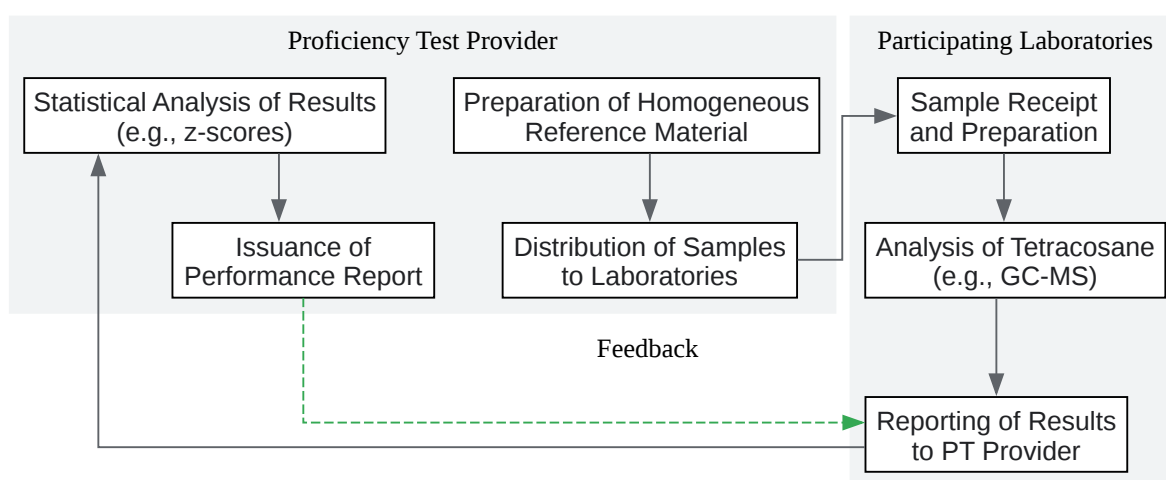 Proficiency Test Provider
Participating Laboratories
Statistical Analysis of Results
(e.g., z-scores)
Preparation of Homogeneous
Reference Material
Sample Receipt
and Preparation
Issuance of
Performance Report
Distribution of Samples
to Laboratories
Analysis of Tetracosane
(e.g., GC-MS)
Feedback
Reporting of Results
to PT Provider